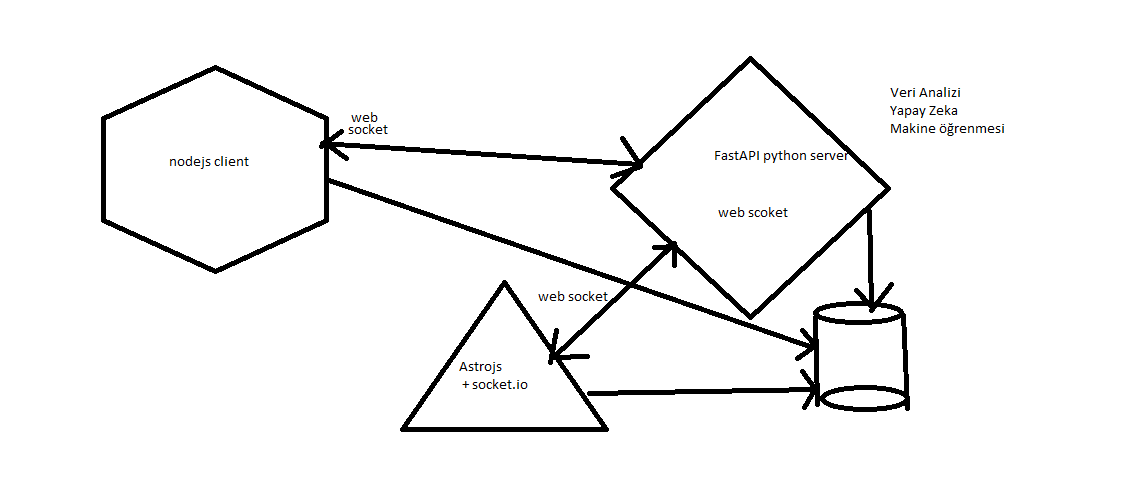 web
socket
nodejs client
FastAPI python server
web scoket
Veri Analizi
Yapay Zeka
Makine öğrenmesi
web socket
Astrojs
+socket.io